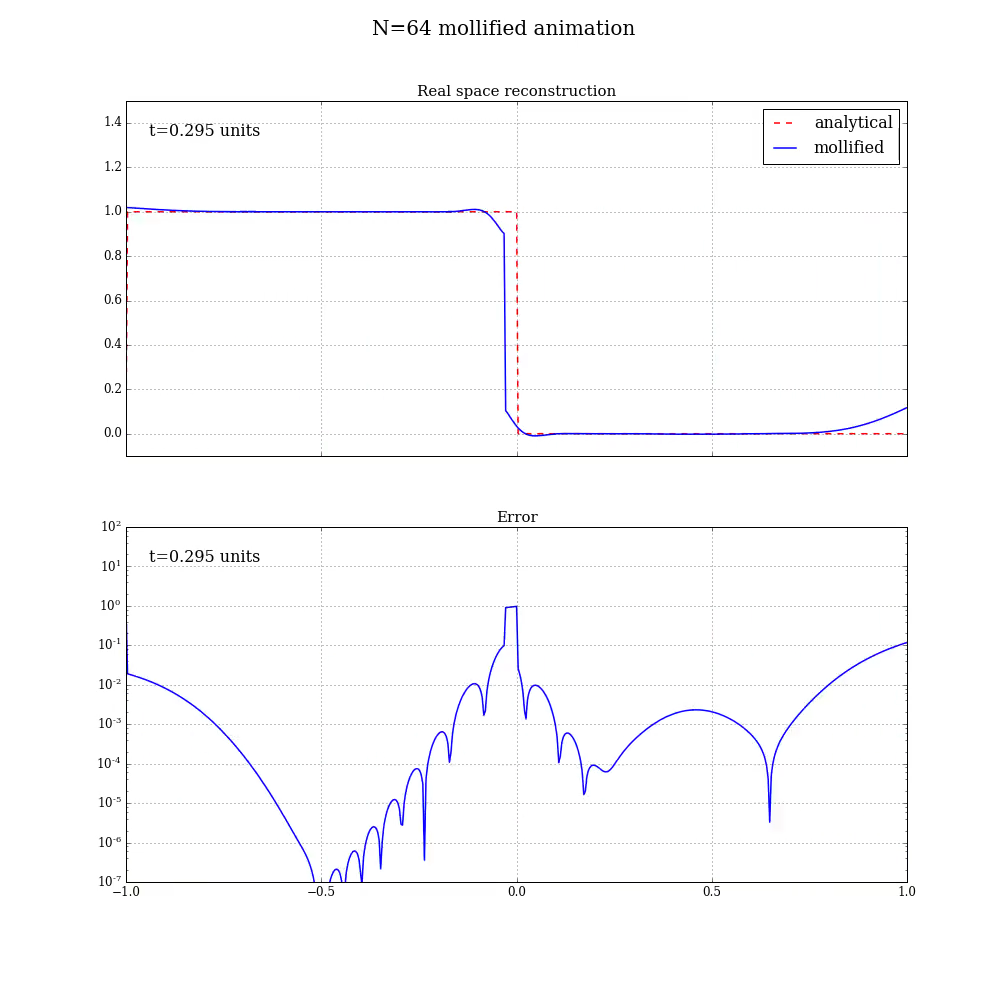 N=64 mollified animation
Real space reconstruction
t=0.295 units
analytical
mollified
1.4
1.2
1.0
0.8
0.6
0.4
0.2
0.0
Error
t=0.295 units
10²
10¹
10⁰
10⁻¹
10⁻²
10⁻³
10⁻⁴
10⁻⁵
10⁻⁶
10⁻⁷
−1.0 −0.5 0.0 0.5 1.0